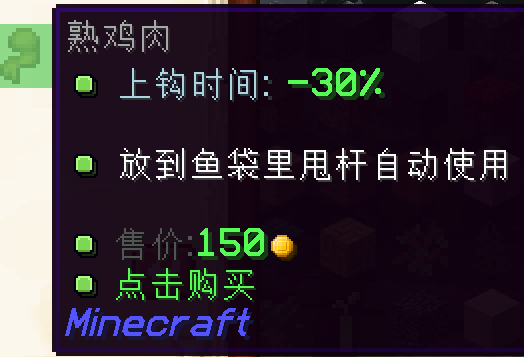 熟鸡肉
上钩时间: -30%
放到鱼袋里甩杆自动使用
售价:150
点击购买
Minecraft